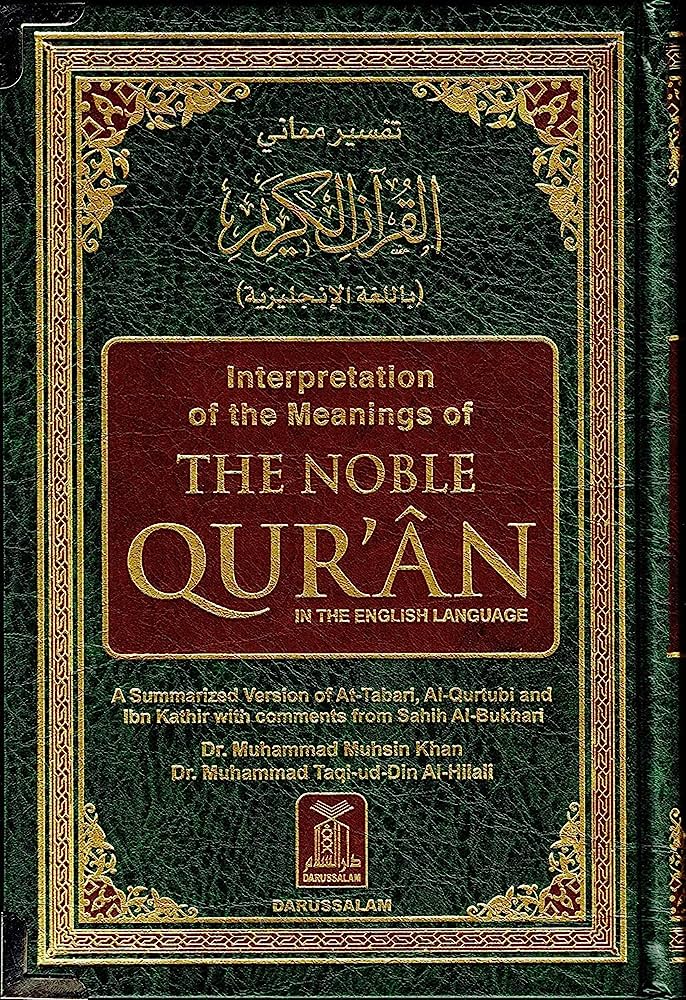 تفسير معاني
القرآن الكريم
(باللغة الإنجليزية)
Interpretation
of the Meanings of
THE NOBLE
QUR'ÂN
IN THE ENGLISH LANGUAGE
A Summarized Version of At-Tabari, Al-Qurtubi and
Ibn Kathir with comments from Sahih Al-Bukhari
Dr. Muhammad Muhsin Khan
Dr. Muhammad Taqi-ud-Din Al-Hilali
دار السلام
DARUSSALAM
DARUSSALAM